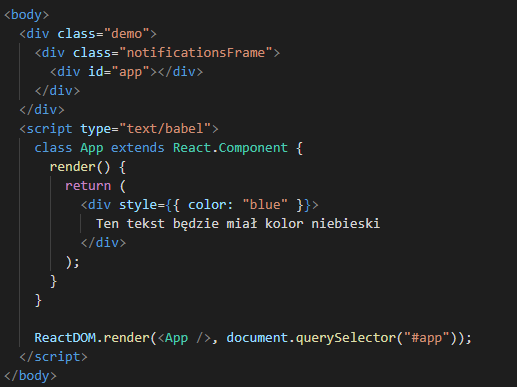 <body>
<div class="demo">
<div class="notificationsFrame">
<div id="app"></div>
</div>
</div>
<script type="text/babel">
class App extends React.Component {
render() {
return (
<div style={{ color: "blue" }}>
Ten tekst będzie miał kolor niebieski
</div>
);
}
}
ReactDOM.render(<App />, document.querySelector("#app"));
</script>
</body>